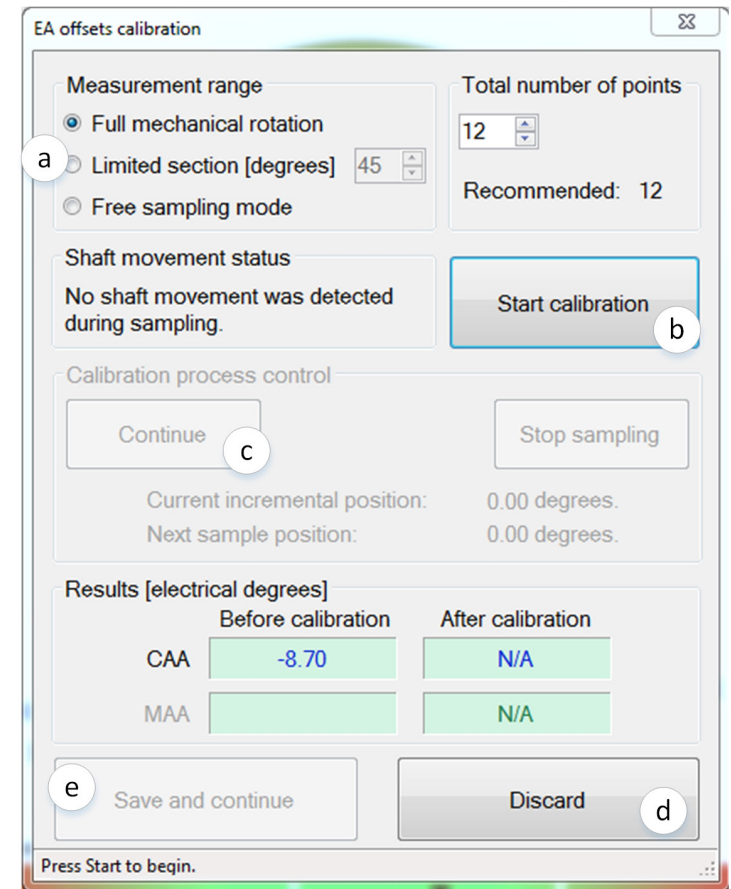 EA offsets calibration
Measurement range
Full mechanical rotation
a
Limited section [degrees] 45
Free sampling mode
Total number of points
12
Recommended: 12
Shaft movement status
No shaft movement was detected
during sampling.
Start calibration
b
Calibration process control
Continue
c
Stop sampling
Current incremental position: 0.00 degrees.
Next sample position: 0.00 degrees.
Results [electrical degrees]
Before calibration After calibration
CAA -8.70 N/A
MAA N/A
e
Save and continue
Discard
d
Press Start to begin.